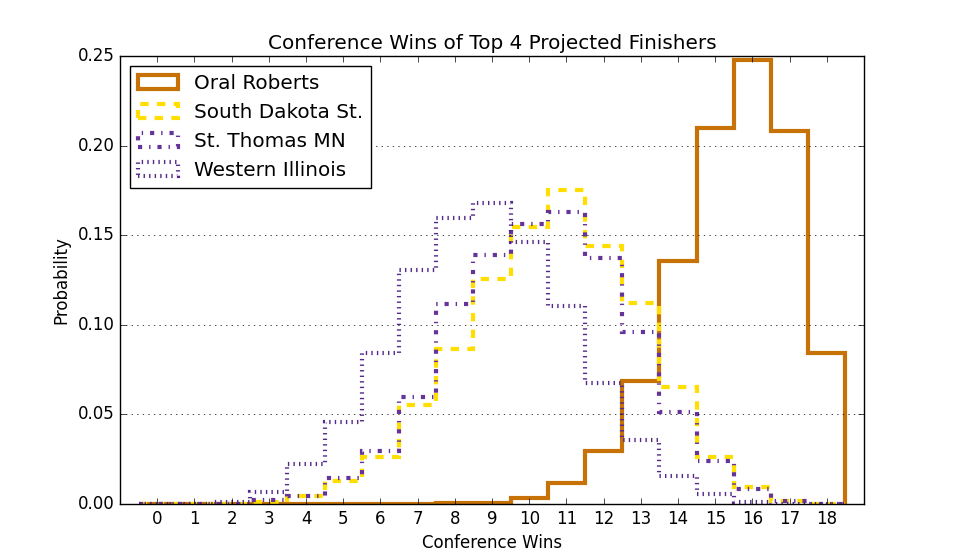 Conference Wins of Top 4 Projected Finishers
Oral Roberts
South Dakota St.
St. Thomas MN
Western Illinois
0.25
0.20
0.15
0.10
0.05
0.00
Probability
0 1 2 3 4 5 6 7 8 9 10 11 12 13 14 15 16 17 18
Conference Wins